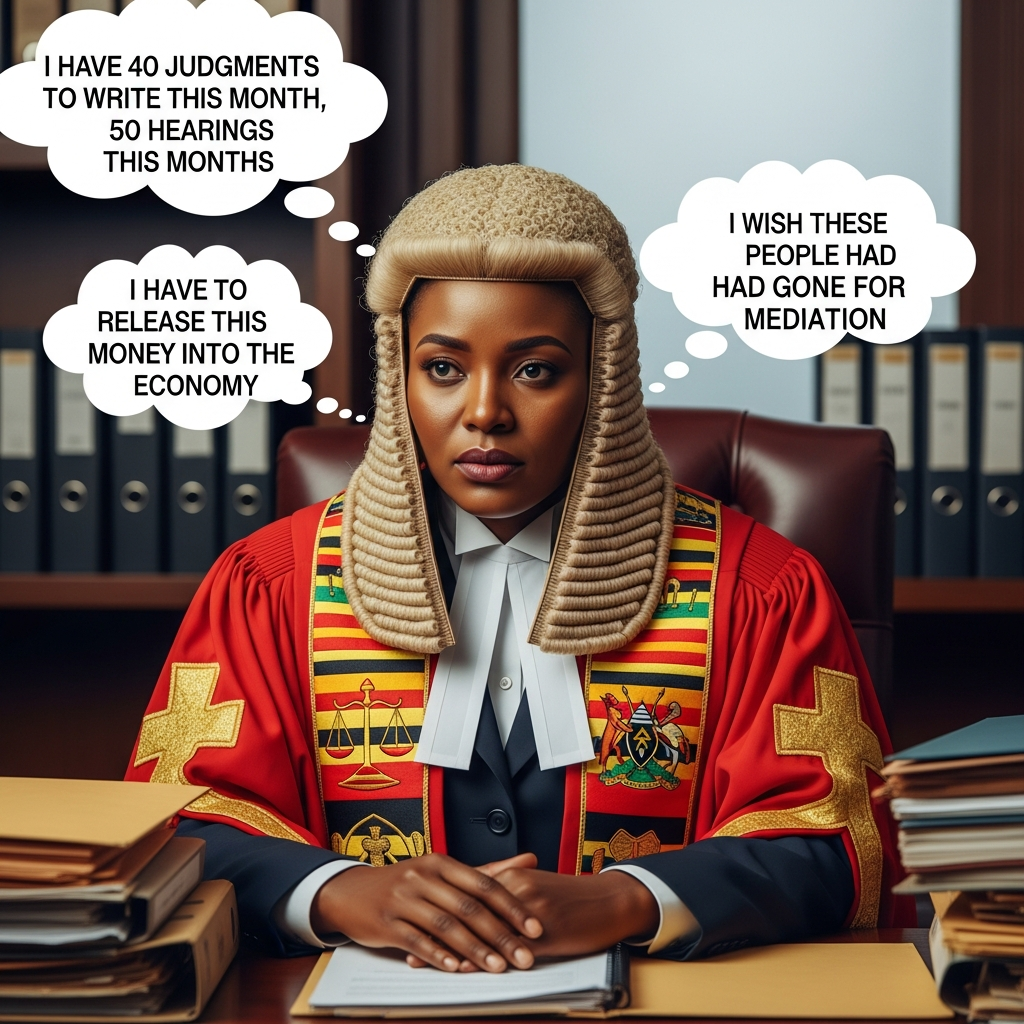 I HAVE 40 JUDGMENTS
TO WRITE THIS MONTH,
50 HEARINGS
THIS MONTHS
I HAVE TO
RELEASE THIS
MONEY INTO THE
ECONOMY
I WISH THESE
PEOPLE HAD
HAD GONE FOR
MEDIATION